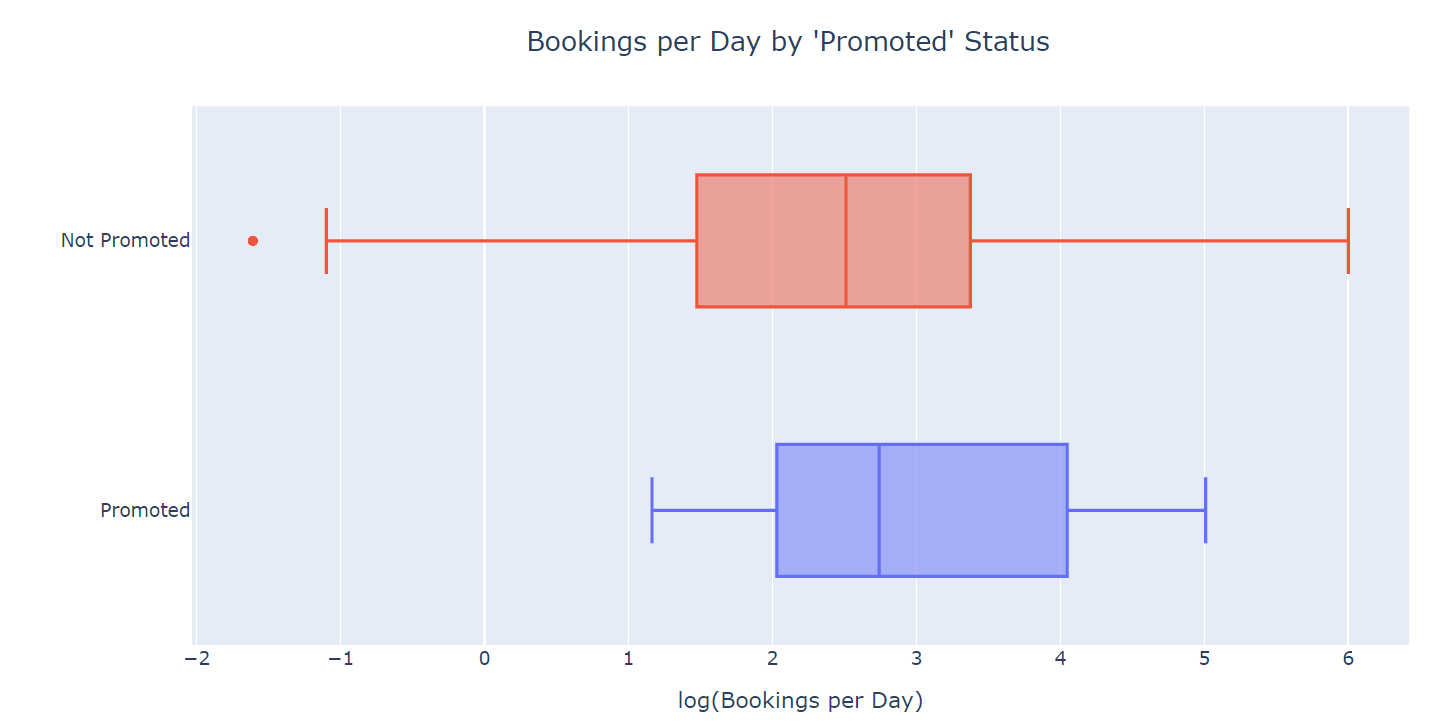 Bookings per Day by 'Promoted' Status
Not Promoted
Promoted
−2 −1 0 1 2 3 4 5 6
log(Bookings per Day)